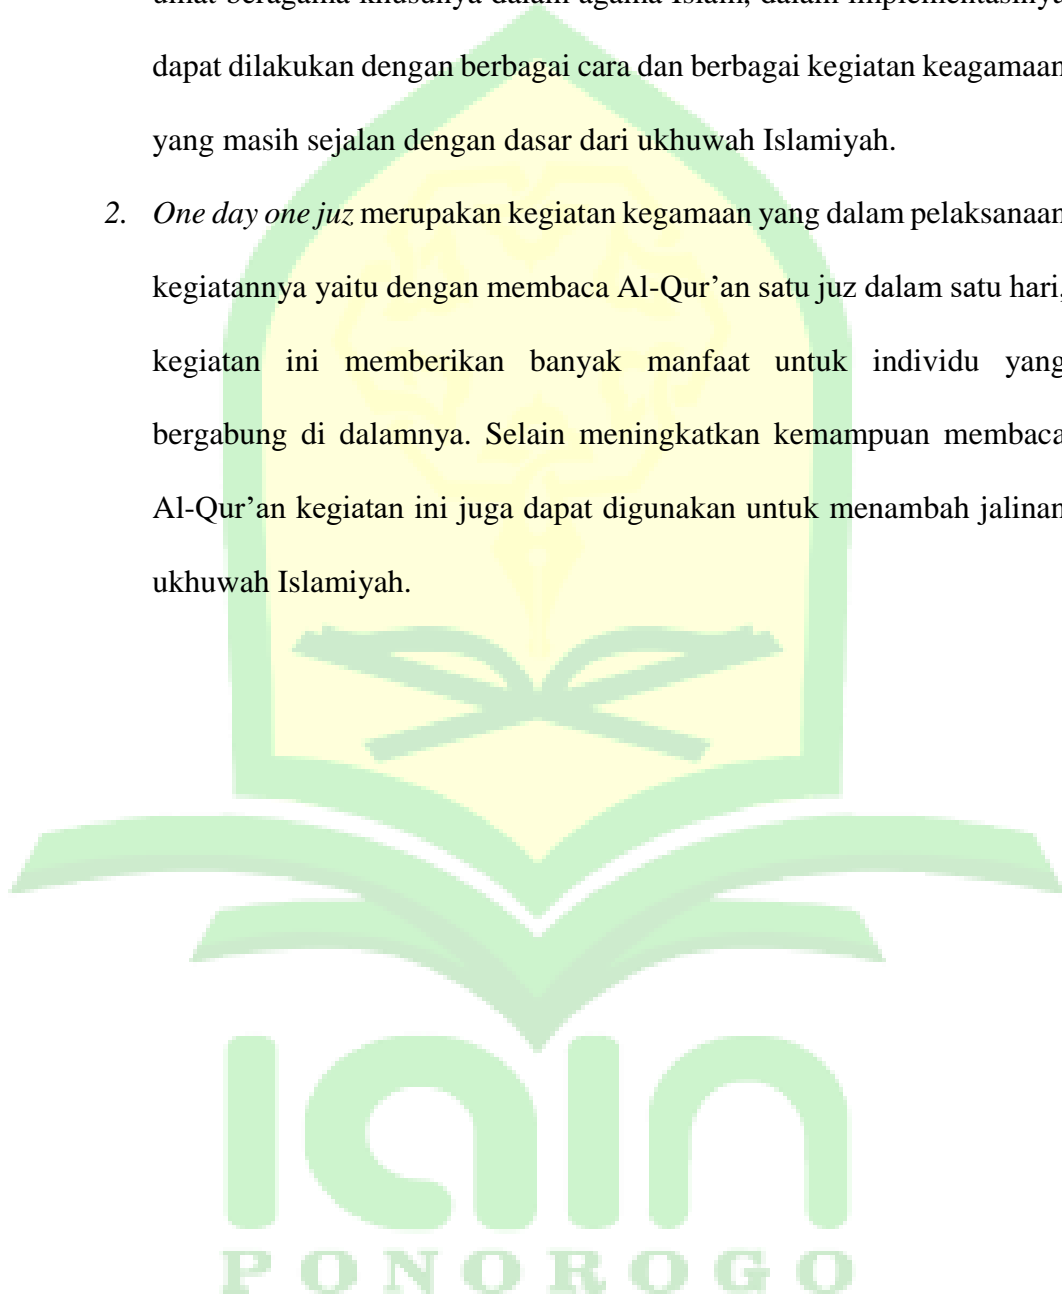 umat beragama khusunya dalam agama Islam, dalam implementasinya
dapat dilakukan dengan berbagai cara dan berbagai kegiatan keagamaan
yang masih sejalan dengan dasar dari ukhuwah Islamiyah.
2. One day one juz merupakan kegiatan kegamaan yang dalam pelaksanaan
kegiatannya yaitu dengan membaca Al-Qur’an satu juz dalam satu hari,
kegiatan ini memberikan banyak manfaat untuk individu yang
bergabung di dalamnya. Selain meningkatkan kemampuan membaca
Al-Qur’an kegiatan ini juga dapat digunakan untuk menambah jalinan
ukhuwah Islamiyah.
iain
PONOROGO